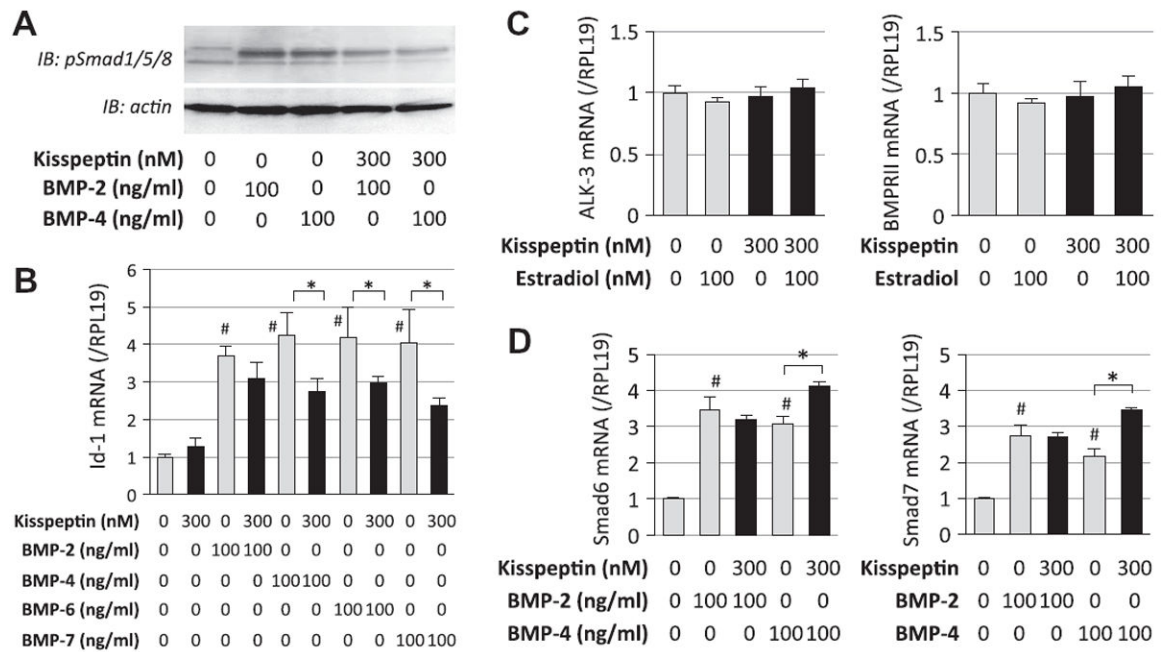 A
IB: pSmad1/5/8
IB: actin
Kisspeptin (nM) 0 0 0 300 300
BMP-2 (ng/ml) 0 100 0 100 0
BMP-4 (ng/ml) 0 0 100 0 100
B
Id-1 mRNA (/RPL19)
6
5
4
3
2
1
0
# # # #
* * *
Kisspeptin (nM) 0 300 0 300 0 300 0 300 0 300
BMP-2 (ng/ml) 0 0 100 100 0 0 0 0 0 0
BMP-4 (ng/ml) 0 0 0 0 100 100 0 0 0 0
BMP-6 (ng/ml) 0 0 0 0 0 0 100 100 0 0
BMP-7 (ng/ml) 0 0 0 0 0 0 0 0 100 100
C
ALK-3 mRNA (/RPL19)
1.5
1
0.5
0
Kisspeptin (nM) 0 0 300 300
Estradiol (nM) 0 100 0 100
BMPRII mRNA (/RPL19)
1.5
1
0.5
0
Kisspeptin 0 0 300 300
Estradiol 0 100 0 100
D
Smad6 mRNA (/RPL19)
5
4
3
2
1
0
# #
*
Kisspeptin (nM) 0 0 300 0 300
BMP-2 (ng/ml) 0 100 100 0 0
BMP-4 (ng/ml) 0 0 0 100 100
Smad7 mRNA (/RPL19)
5
4
3
2
1
0
# #
*
Kisspeptin 0 0 300 0 300
BMP-2 0 100 100 0 0
BMP-4 0 0 0 100 100